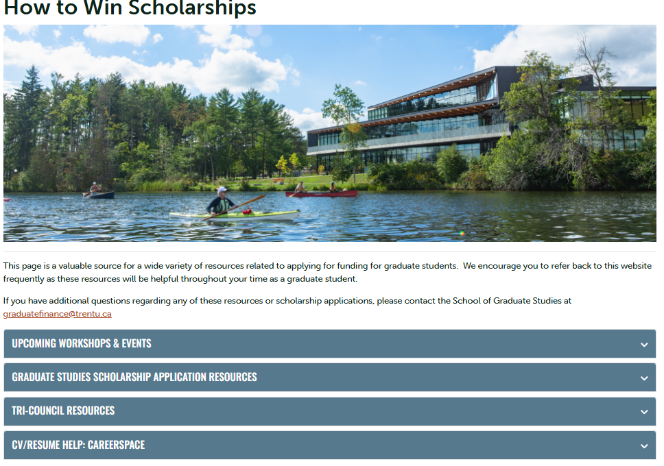 How to Win Scholarships
This page is a valuable source for a wide variety of resources related to applying for funding for graduate students. We encourage you to refer back to this website
frequently as these resources will be helpful throughout your time as a graduate student.
If you have additional questions regarding any of these resources or scholarship applications, please contact the School of Graduate Studies at
graduatefinance@trentu.ca
UPCOMING WORKSHOPS & EVENTS
GRADUATE STUDIES SCHOLARSHIP APPLICATION RESOURCES
TRI-COUNCIL RESOURCES
CV/RESUME HELP: CAREERSPACE